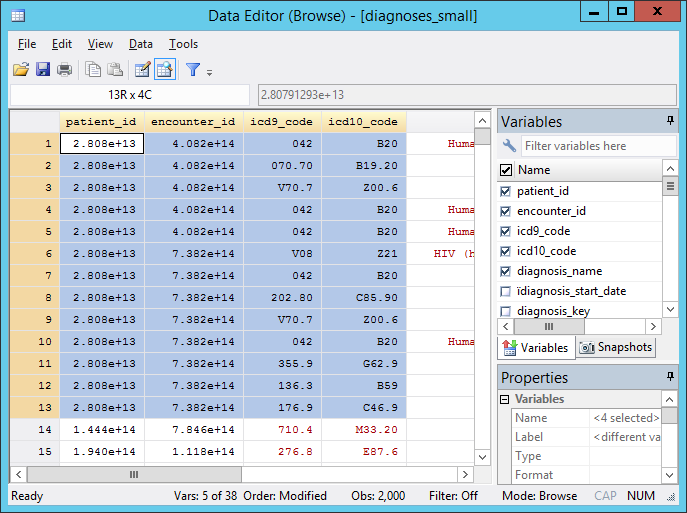 Data Editor (Browse) - [diagnoses_small]
File Edit View Data Tools
13R x 4C 2.80791293e+13
patient_id encounter_id icd9_code icd10_code
1 2.808e+13 4.082e+14 042 B20 Huma
2 2.808e+13 4.082e+14 070.70 B19.20
3 2.808e+13 4.082e+14 V70.7 Z00.6
4 2.808e+13 4.082e+14 042 B20 Huma
5 2.808e+13 4.082e+14 042 B20 Huma
6 2.808e+13 7.382e+14 V08 Z21 HIV (h
7 2.808e+13 7.382e+14 042 B20
8 2.808e+13 7.382e+14 202.80 C85.90
9 2.808e+13 7.382e+14 V70.7 Z00.6
10 2.808e+13 7.382e+14 042 B20 Huma
11 2.808e+13 7.382e+14 355.9 G62.9
12 2.808e+13 7.382e+14 136.3 B59
13 2.808e+13 7.382e+14 176.9 C46.9
14 1.444e+14 7.846e+14 710.4 M33.20
15 1.940e+14 1.118e+14 276.8 E87.6
Variables
Filter variables here
Name
patient_id
encounter_id
icd9_code
icd10_code
diagnosis_name
ïdiagnosis_start_date
diagnosis_key
Variables Snapshots
Properties
Variables
Name <4 selected>
Label <different va
Type
Format
Ready Vars: 5 of 38 Order: Modified Obs: 2,000 Filter: Off Mode: Browse CAP NUM